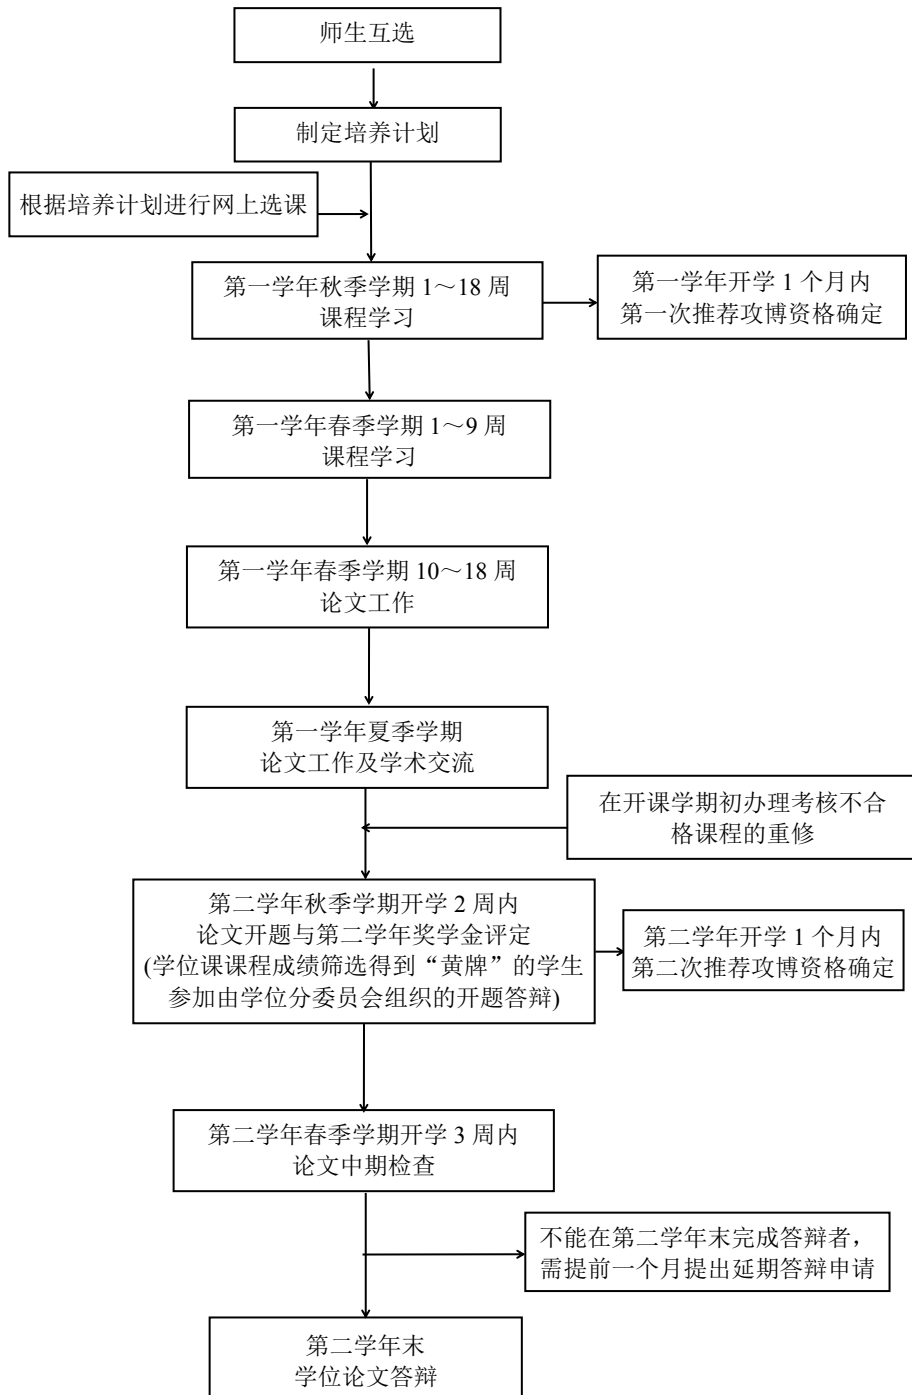 师生互选
制定培养计划
根据培养计划进行网上选课
第一学年秋季学期 1～18 周
课程学习
第一学年开学 1 个月内
第一次推荐攻博资格确定
第一学年春季学期 1～9 周
课程学习
第一学年春季学期 10～18 周
论文工作
第一学年夏季学期
论文工作及学术交流
在开课学期初办理考核不合
格课程的重修
第二学年秋季学期开学 2 周内
论文开题与第二学年奖学金评定
(学位课课程成绩筛选得到“黄牌”的学生
参加由学位分委员会组织的开题答辩)
第二学年开学 1 个月内
第二次推荐攻博资格确定
第二学年春季学期开学 3 周内
论文中期检查
不能在第二学年末完成答辩者，
需提前一个月提出延期答辩申请
第二学年末
学位论文答辩